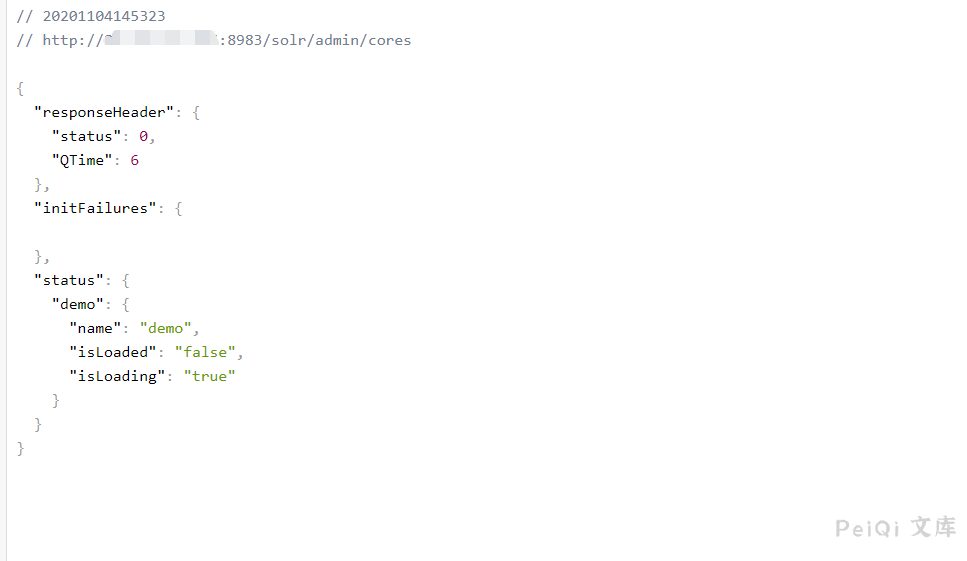 // 20201104145323
// http://:8983/solr/admin/cores
{
"responseHeader": {
"status": 0,
"QTime": 6
},
"initFailures": {
},
"status": {
"demo": {
"name": "demo",
"isLoaded": "false",
"isLoading": "true"
}
}
}
PeiQi 文库